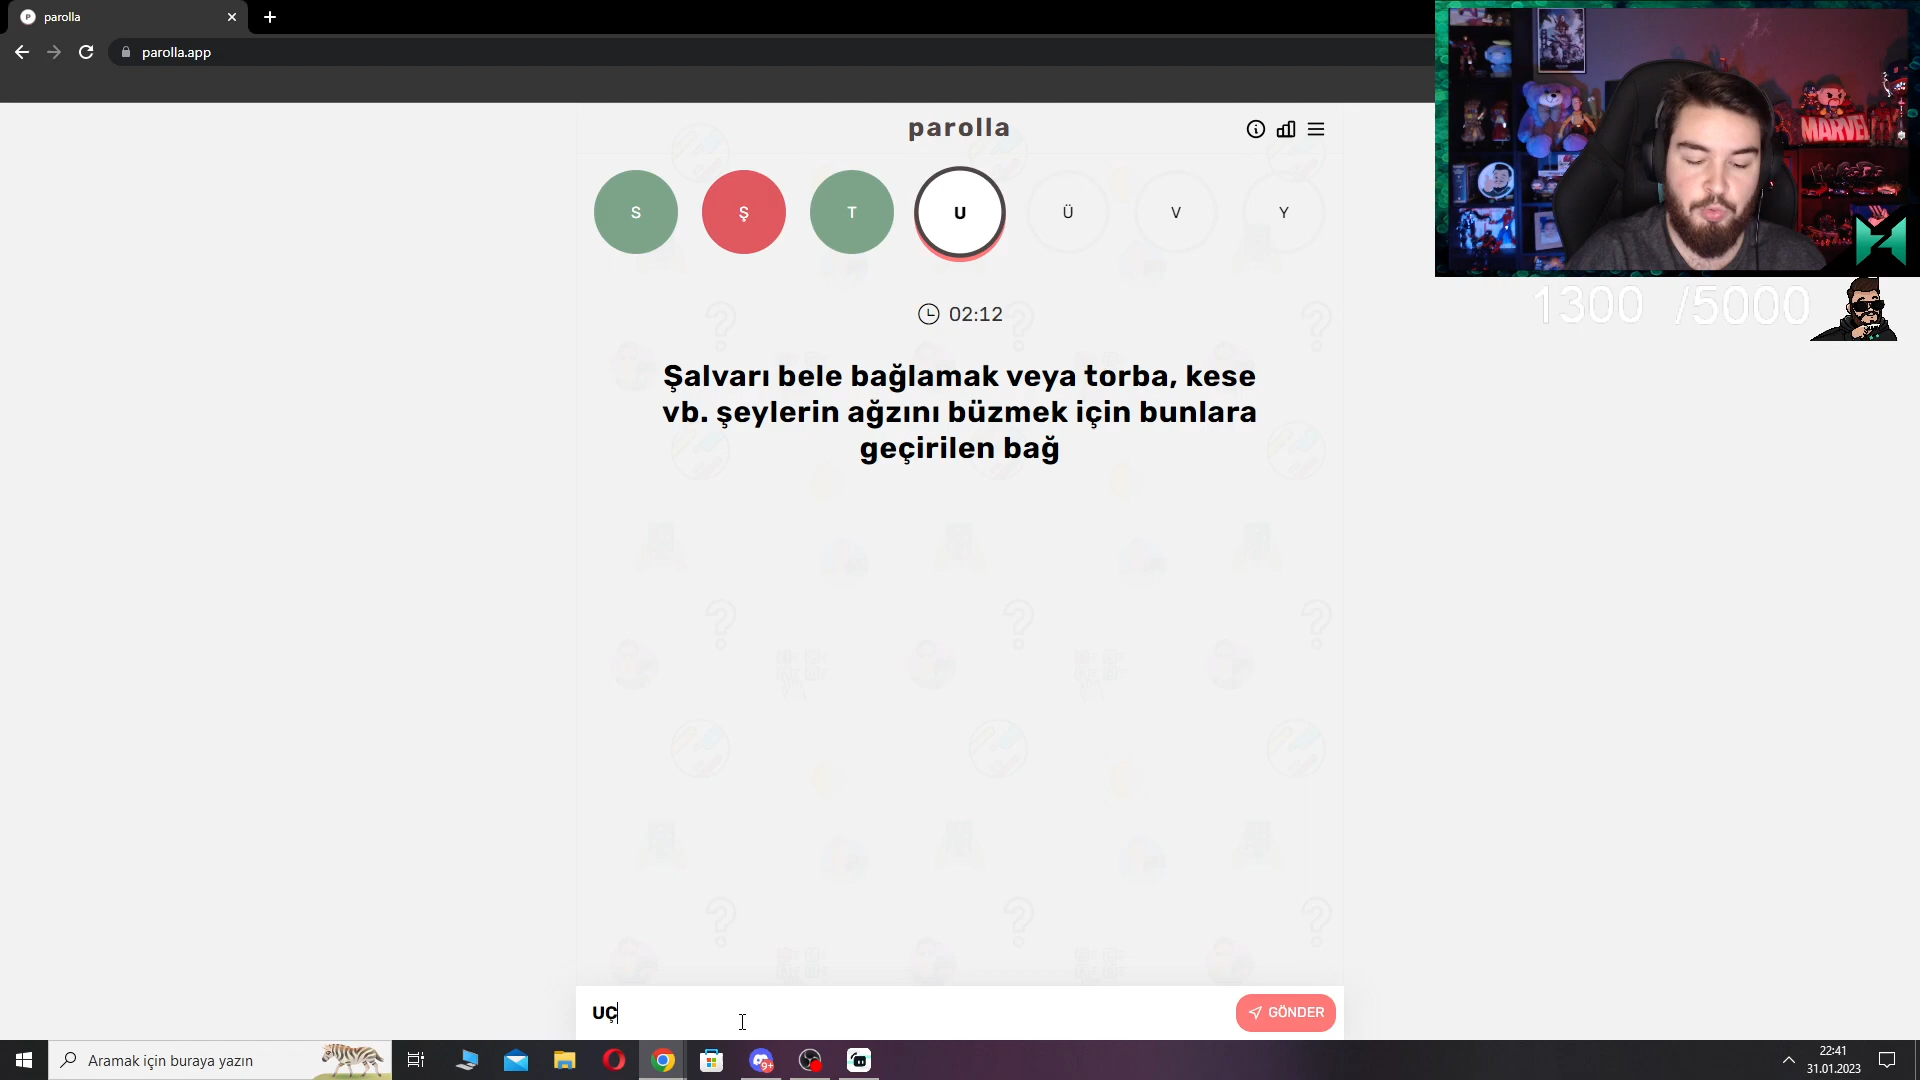 parolla
parolla.app
parolla
S
Ş
T
U
Ü
V
Y
02:12
MARVEL
1300 /5000
Şalvarı bele bağlamak veya torba, kese
vb. şeylerin ağzını büzmek için bunlara
geçirilen bağ
UÇ
GÖNDER
Aramak için buraya yazın
9+
22:41
31.01.2023